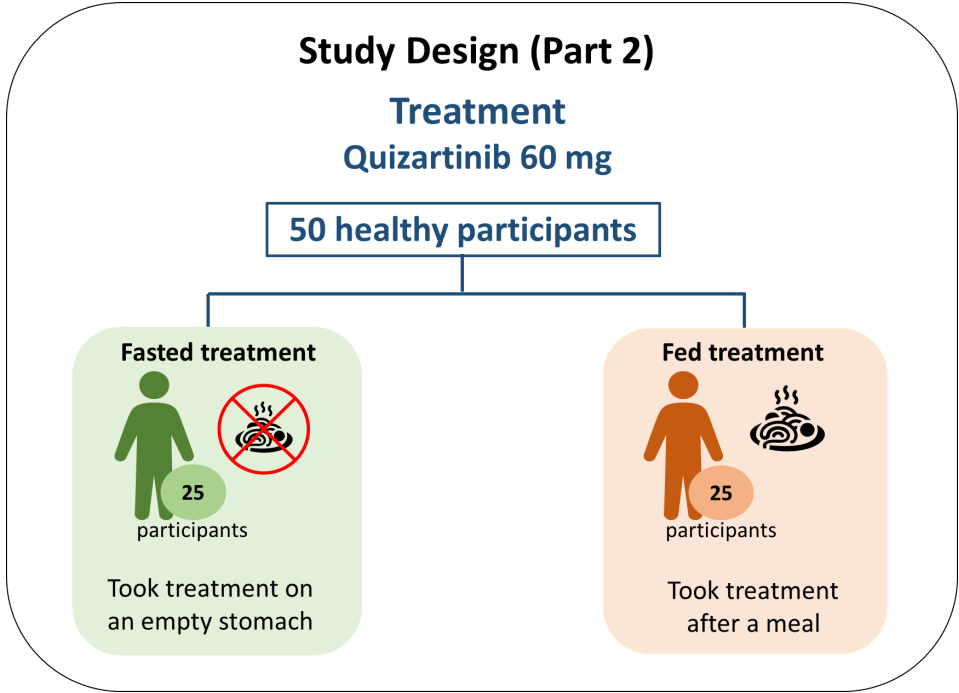 Study Design (Part 2)
Treatment
Quizartinib 60 mg
50 healthy participants
Fasted treatment
25
participants
Took treatment on
an empty stomach
Fed treatment
25
participants
Took treatment
after a meal